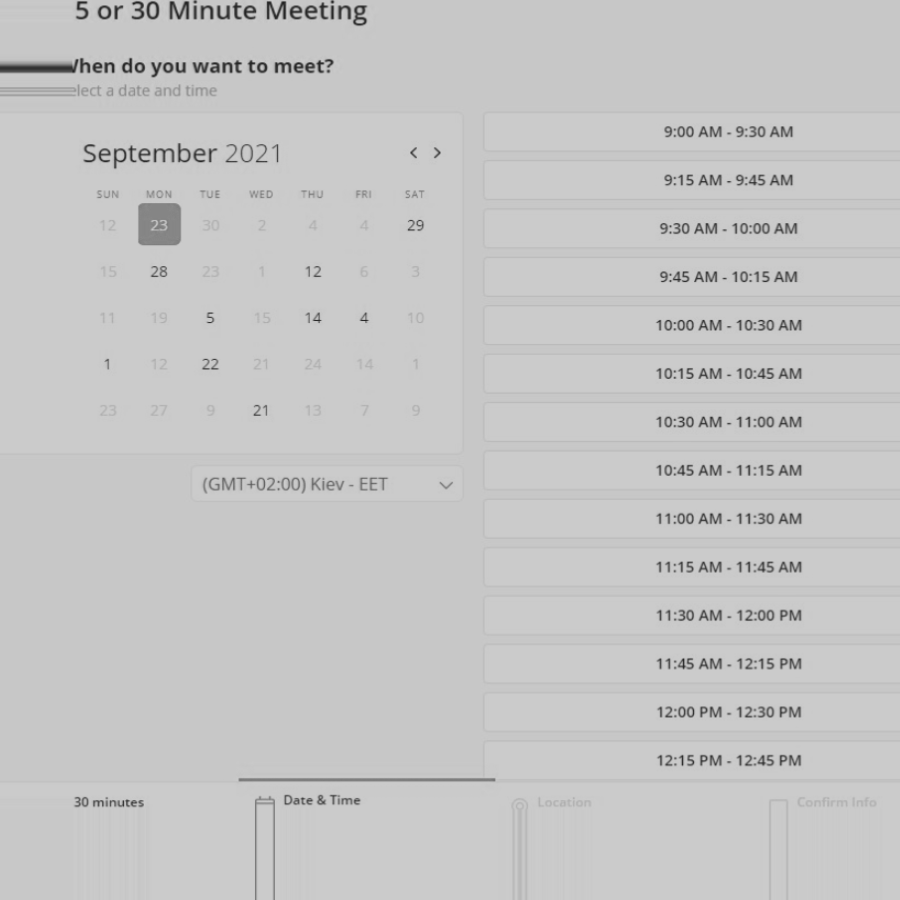 5 or 30 Minute Meeting
When do you want to meet?
lect a date and time
September 2021
< >
SUN MON TUE WED THU FRI SAT
12 23 30 2 4 4 29
15 28 23 1 12 6 3
11 19 5 15 14 4 10
1 12 22 21 24 14 1
23 27 9 21 13 7 9
(GMT+02:00) Kiev - EET
9:00 AM - 9:30 AM
9:15 AM - 9:45 AM
9:30 AM - 10:00 AM
9:45 AM - 10:15 AM
10:00 AM - 10:30 AM
10:15 AM - 10:45 AM
10:30 AM - 11:00 AM
10:45 AM - 11:15 AM
11:00 AM - 11:30 AM
11:15 AM - 11:45 AM
11:30 AM - 12:00 PM
11:45 AM - 12:15 PM
12:00 PM - 12:30 PM
12:15 PM - 12:45 PM
30 minutes
Date & Time
Location
Confirm Info